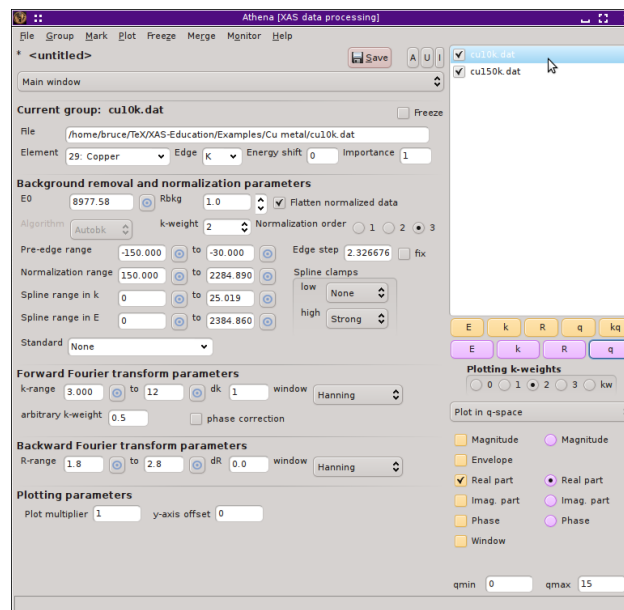 Athena [XAS data processing]
File Group Mark Plot Freeze Merge Monitor Help
* <untitled>
Save A U I
Main window
Current group: cu10k.dat
Freeze
File /home/bruce/TeX/XAS-Education/Examples/Cu metal/cu10k.dat
Element 29: Copper Edge K Energy shift 0 Importance 1
Background removal and normalization parameters
E0 8977.58 Rbkg 1.0 Flatten normalized data
Algorithm Autobk k-weight 2 Normalization order 1 2 3
Pre-edge range -150.000 to -30.000 Edge step 2.326676 fix
Normalization range 150.000 to 2284.890 Spline clamps
low None
Spline range in k 0 to 25.019
high Strong
Spline range in E 0 to 2384.860
Standard None
Forward Fourier transform parameters
k-range 3.000 to 12 dk 1 window Hanning
arbitrary k-weight 0.5 phase correction
Backward Fourier transform parameters
R-range 1.8 to 2.8 dR 0.0 window Hanning
Plotting parameters
Plot multiplier 1 y-axis offset 0
cu10k.dat
cu150k.dat
E k R q kq
E k R q
Plotting k-weights
0 1 2 3 kw
Plot in q-space
Magnitude Magnitude
Envelope
Real part Real part
Imag. part Imag. part
Phase Phase
Window
qmin 0 qmax 15